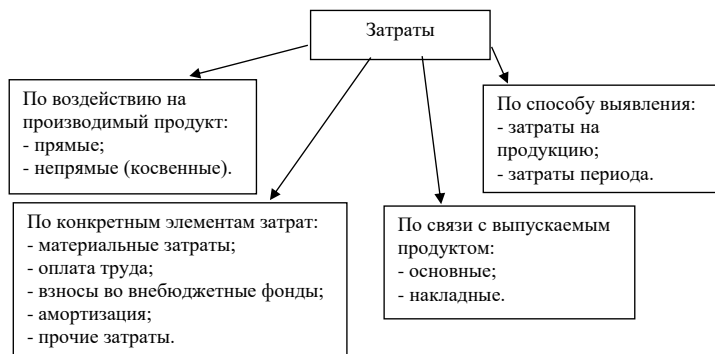 Затраты
По воздействию на
производимый продукт:
- прямые;
- непрямые (косвенные).
По способу выявления:
- затраты на
продукцию;
- затраты периода.
По конкретным элементам затрат:
- материальные затраты;
- оплата труда;
- взносы во внебюджетные фонды;
- амортизация;
- прочие затраты.
По связи с выпускаемым
продуктом:
- основные;
- накладные.